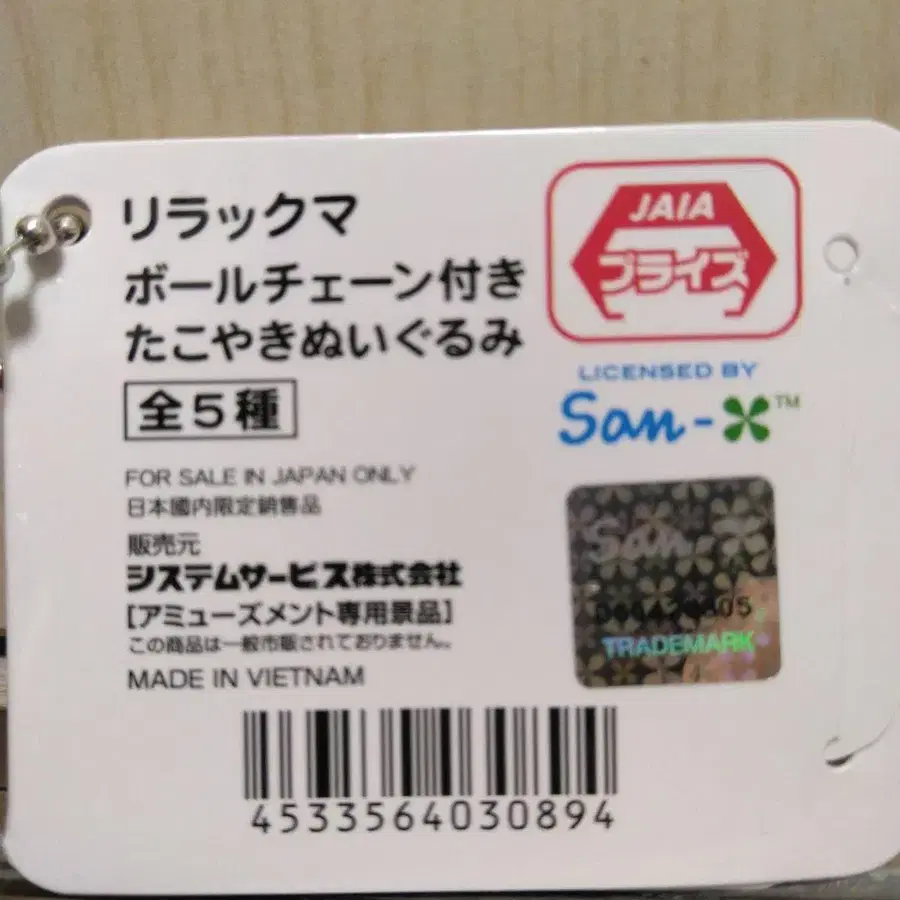 リラックマ
ボールチェーン付き
たこやきぬいぐるみ
全5種
FOR SALE IN JAPAN ONLY
日本國内限定銷售品
販売元
システムサービス株式会社
[アミューズメント専用景品]
この商品は一般市販されておりません。
MADE IN VIETNAM
4533564030894
JAIA
プライズ
LICENSED BY
San-X™
San-X
TRADEMARK